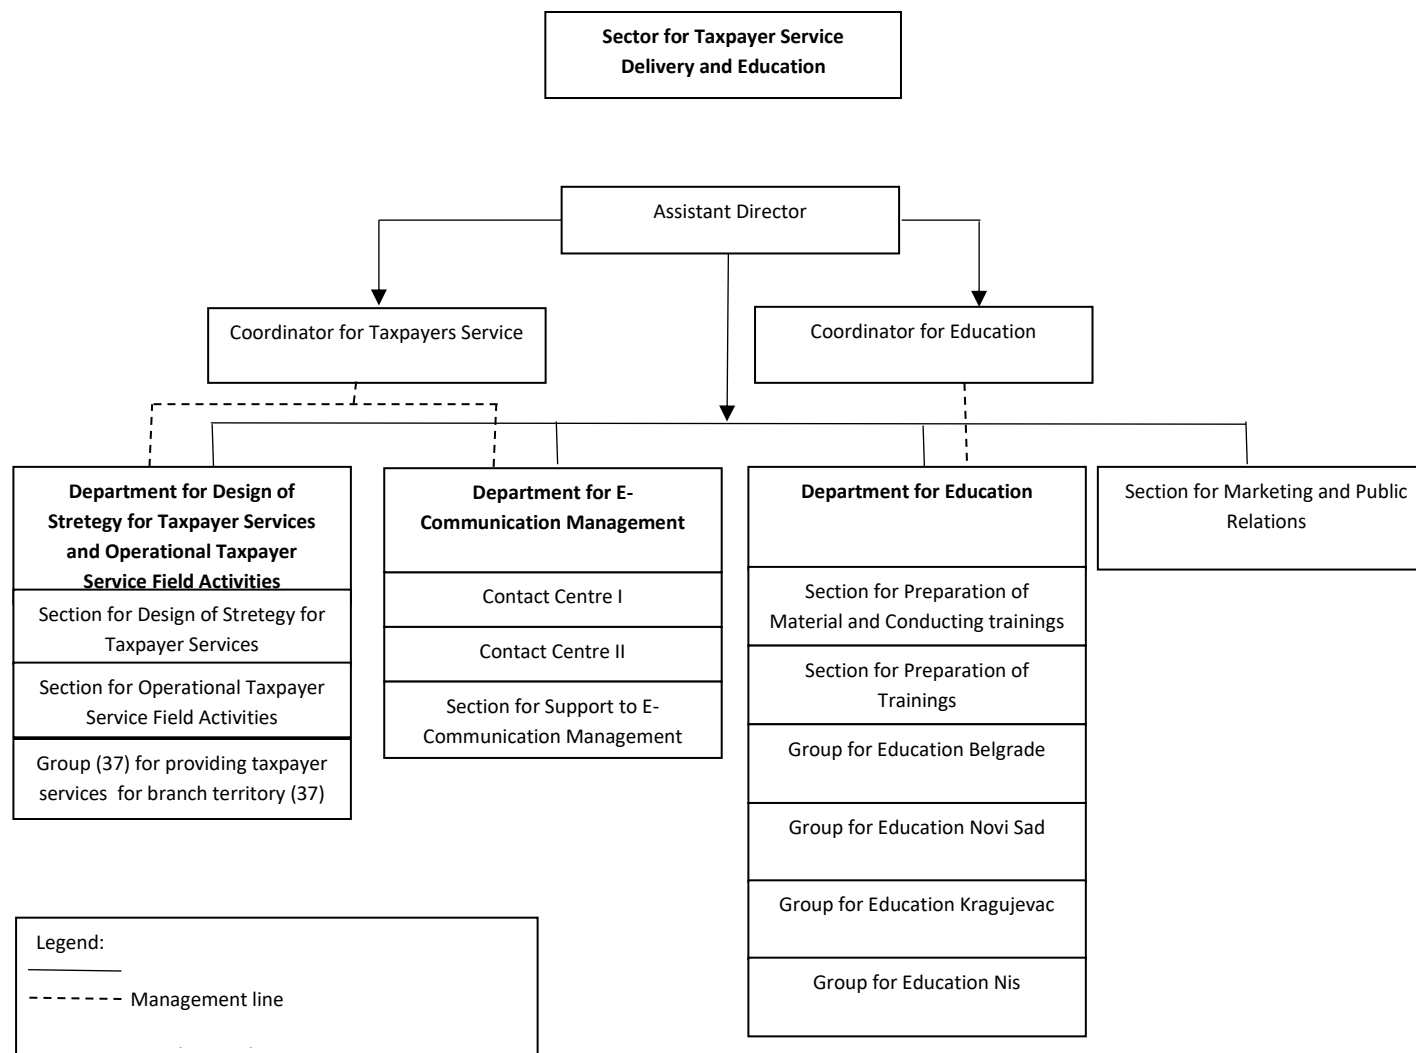 Sector for Taxpayer Service
Delivery and Education
Assistant Director
Coordinator for Taxpayers Service
Coordinator for Education
Department for Design of
Stretegy for Taxpayer Services
and Operational Taxpayer
Service Field Activities
Section for Design of Stretegy for
Taxpayer Services
Section for Operational Taxpayer
Service Field Activities
Group (37) for providing taxpayer
services for branch territory (37)
Department for E-
Communication Management
Contact Centre I
Contact Centre II
Section for Support to E-
Communication Management
Department for Education
Section for Preparation of
Material and Conducting trainings
Section for Preparation of
Trainings
Group for Education Belgrade
Group for Education Novi Sad
Group for Education Kragujevac
Group for Education Nis
Section for Marketing and Public
Relations
Legend:
Management line